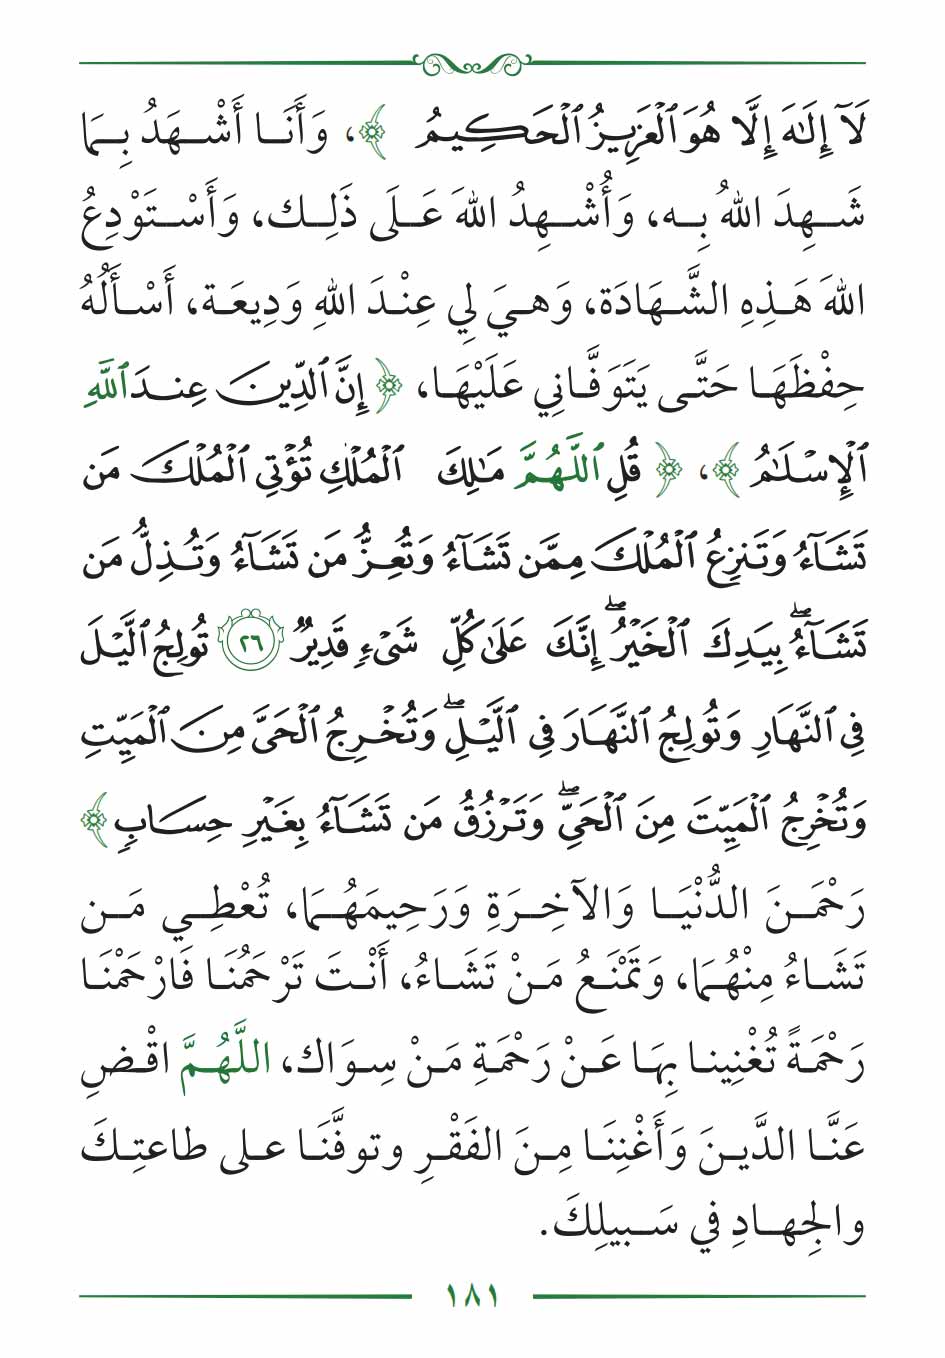 لَآ إِلَٰهَ إِلَّا هُوَ ٱلْعَزِيزُ ٱلْحَكِيمُ ﴾، وَأَنَا أَشْهَدُ بِمَا
شَهِدَ اللهُ بِه، وَأُشْهِدُ اللهَ عَلَى ذَلِك، وَأَسْتَوْدِعُ
اللهَ هَذِهِ الشَّهَادَة، وَهيَ لِي عِنْدَ اللهِ وَدِيعَة، أَسْأَلُهُ
حِفْظَهَا حَتَّى يَتَوَفَّانِي عَلَيْهَا، ﴿ إِنَّ ٱلدِّينَ عِندَ ٱللَّهِ
ٱلْإِسْلَٰمُ ﴾، ﴿ قُلِ ٱللَّهُمَّ مَٰلِكَ ٱلْمُلْكِ تُؤْتِي ٱلْمُلْكَ مَن
تَشَآءُ وَتَنزِعُ ٱلْمُلْكَ مِمَّن تَشَآءُ وَتُعِزُّ مَن تَشَآءُ وَتُذِلُّ مَن
تَشَآءُۖ بِيَدِكَ ٱلْخَيْرُۖ إِنَّكَ عَلَىٰ كُلِّ شَىْءٍ قَدِيرٌ ٢٦ تُولِجُ ٱلَّيْلَ
فِي ٱلنَّهَارِ وَتُولِجُ ٱلنَّهَارَ فِي ٱلَّيْلِۖ وَتُخْرِجُ ٱلْحَىَّ مِنَ ٱلْمَيِّتِ
وَتُخْرِجُ ٱلْمَيِّتَ مِنَ ٱلْحَىِّۖ وَتَرْزُقُ مَن تَشَآءُ بِغَيْرِ حِسَابٍ ﴾
رَحْمَنَ الدُّنْيَا وَالآخِرَةِ وَرَحِيمَهُمَا، تُعْطِي مَن
تَشَاءُ مِنْهُمَا، وَتَمْنَعُ مَنْ تَشَاءُ، أَنْتَ تَرْحَمُنَا فَارْحَمْنَا
رَحْمَةً تُغْنِينا بِهَا عَنْ رَحْمَةِ مَنْ سِوَاك، اللَّهُمَّ اقْضِ
عَنَّا الدَّينَ وَأَغْنِنَا مِنَ الفَقْرِ وتوفَّنَا على طاعتِكَ
والجِهادِ في سَبيلِكَ.
١٨١